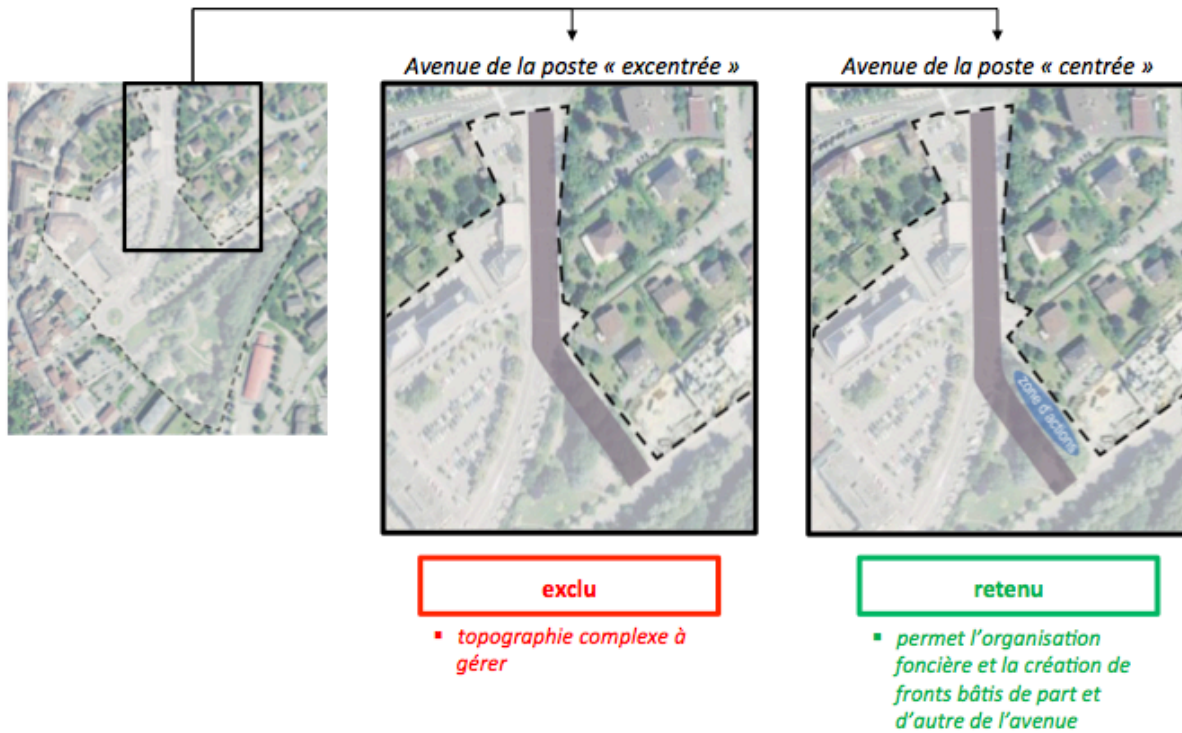 Avenue de la poste « excentrée »
Avenue de la poste « centrée »
zone d'actions
exclu
retenu
▪ topographie complexe à
gérer
▪ permet l'organisation
foncière et la création de
fronts bâtis de part et
d'autre de l'avenue